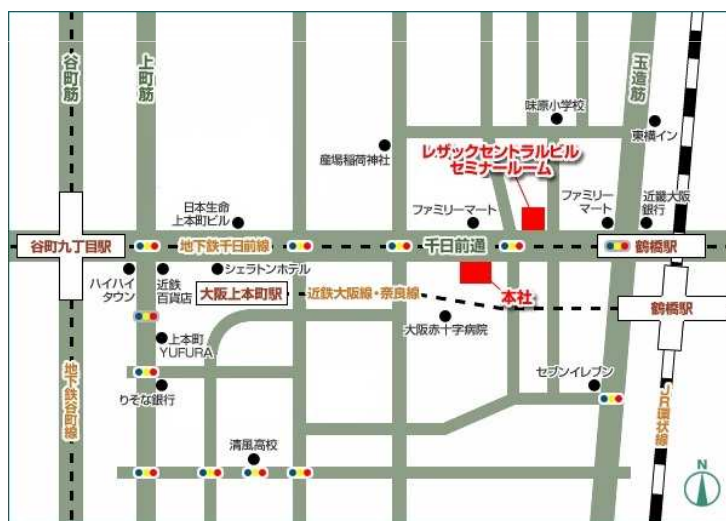 谷町筋
上町筋
玉造筋
味原小学校
東横イン
産場稲荷神社
レザックセントラルビル
セミナールーム
日本生命
上本町ビル
ファミリーマート
ファミリー
マート
近畿大阪
銀行
谷町九丁目駅
地下鉄千日前線
千日前通
鶴橋駅
ハイハイ
タウン
近鉄
百貨店
シェラトンホテル
大阪上本町駅
近鉄大阪線・奈良線
本社
鶴橋駅
上本町
YUFURA
大阪赤十字病院
地下鉄谷町線
りそな銀行
セブンイレブン
JR環状線
清風高校
N